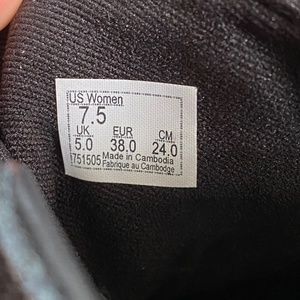 US Women
7.5
UK EUR CM
5.0 38.0 24.0
751505 Made in Cambodia
Fabriqué au Cambodge